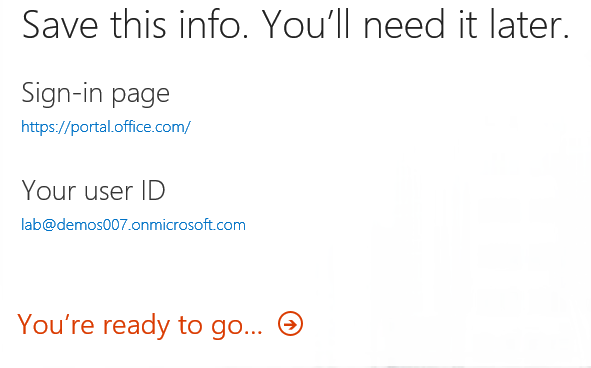 Save this info. You’ll need it later.
Sign-in page
https://portal.office.com/
Your user ID
lab@demos007.onmicrosoft.com
You’re ready to go...